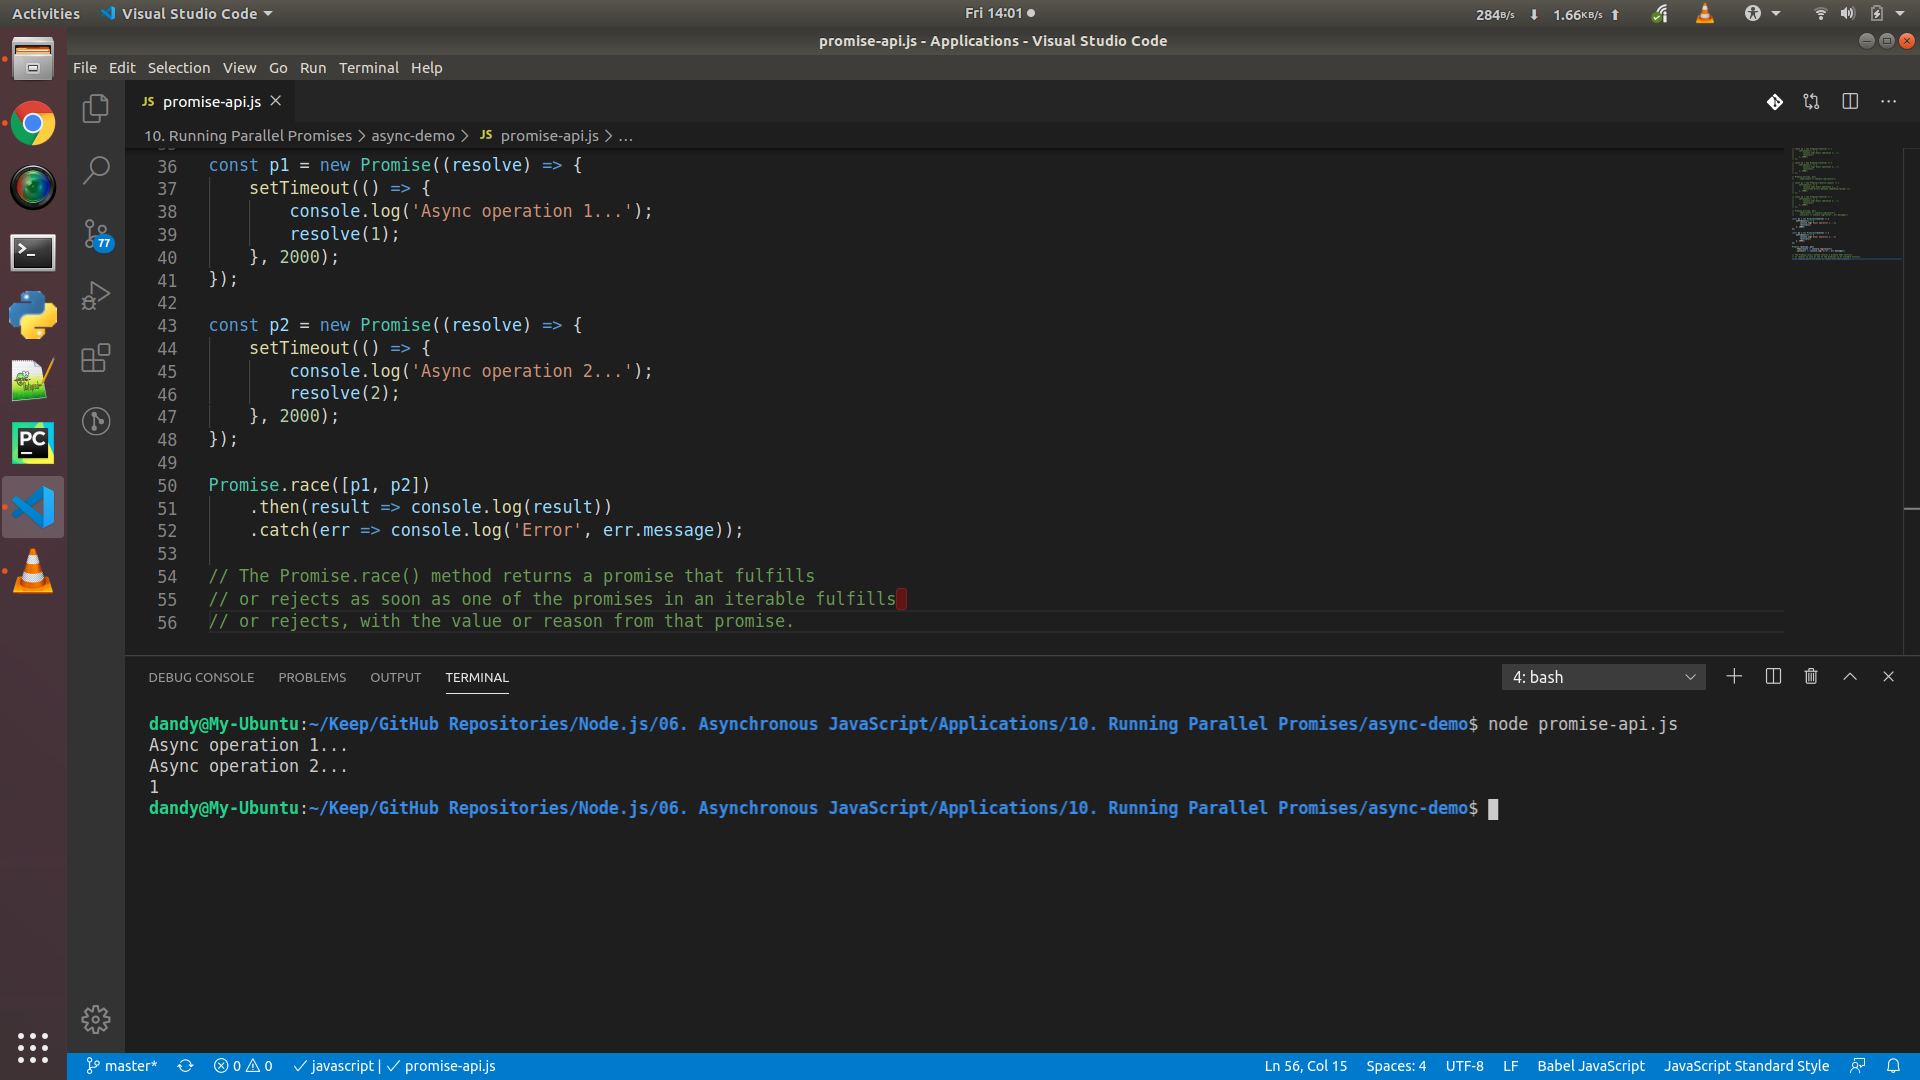 Activities Visual Studio Code Fri 14:01 284B/s 1.66KB/s
promise-api.js - Applications - Visual Studio Code
File Edit Selection View Go Run Terminal Help
JS promise-api.js
10. Running Parallel Promises > async-demo > JS promise-api.js > …
36 const p1 = new Promise((resolve) => {
37     setTimeout(() => {
38         console.log('Async operation 1...');
39         resolve(1);
40     }, 2000);
41 });
42
43 const p2 = new Promise((resolve) => {
44     setTimeout(() => {
45         console.log('Async operation 2...');
46         resolve(2);
47     }, 2000);
48 });
49
50 Promise.race([p1, p2])
51     .then(result => console.log(result))
52     .catch(err => console.log('Error', err.message));
53
54 // The Promise.race() method returns a promise that fulfills
55 // or rejects as soon as one of the promises in an iterable fulfills
56 // or rejects, with the value or reason from that promise.
77
PC
DEBUG CONSOLE PROBLEMS OUTPUT TERMINAL 4: bash
dandy@My-Ubuntu:~/Keep/GitHub Repositories/Node.js/06. Asynchronous JavaScript/Applications/10. Running Parallel Promises/async-demo$ node promise-api.js
Async operation 1...
Async operation 2...
1
dandy@My-Ubuntu:~/Keep/GitHub Repositories/Node.js/06. Asynchronous JavaScript/Applications/10. Running Parallel Promises/async-demo$
master* 0 0 javascript | promise-api.js Ln 56, Col 15 Spaces: 4 UTF-8 LF Babel JavaScript JavaScript Standard Style